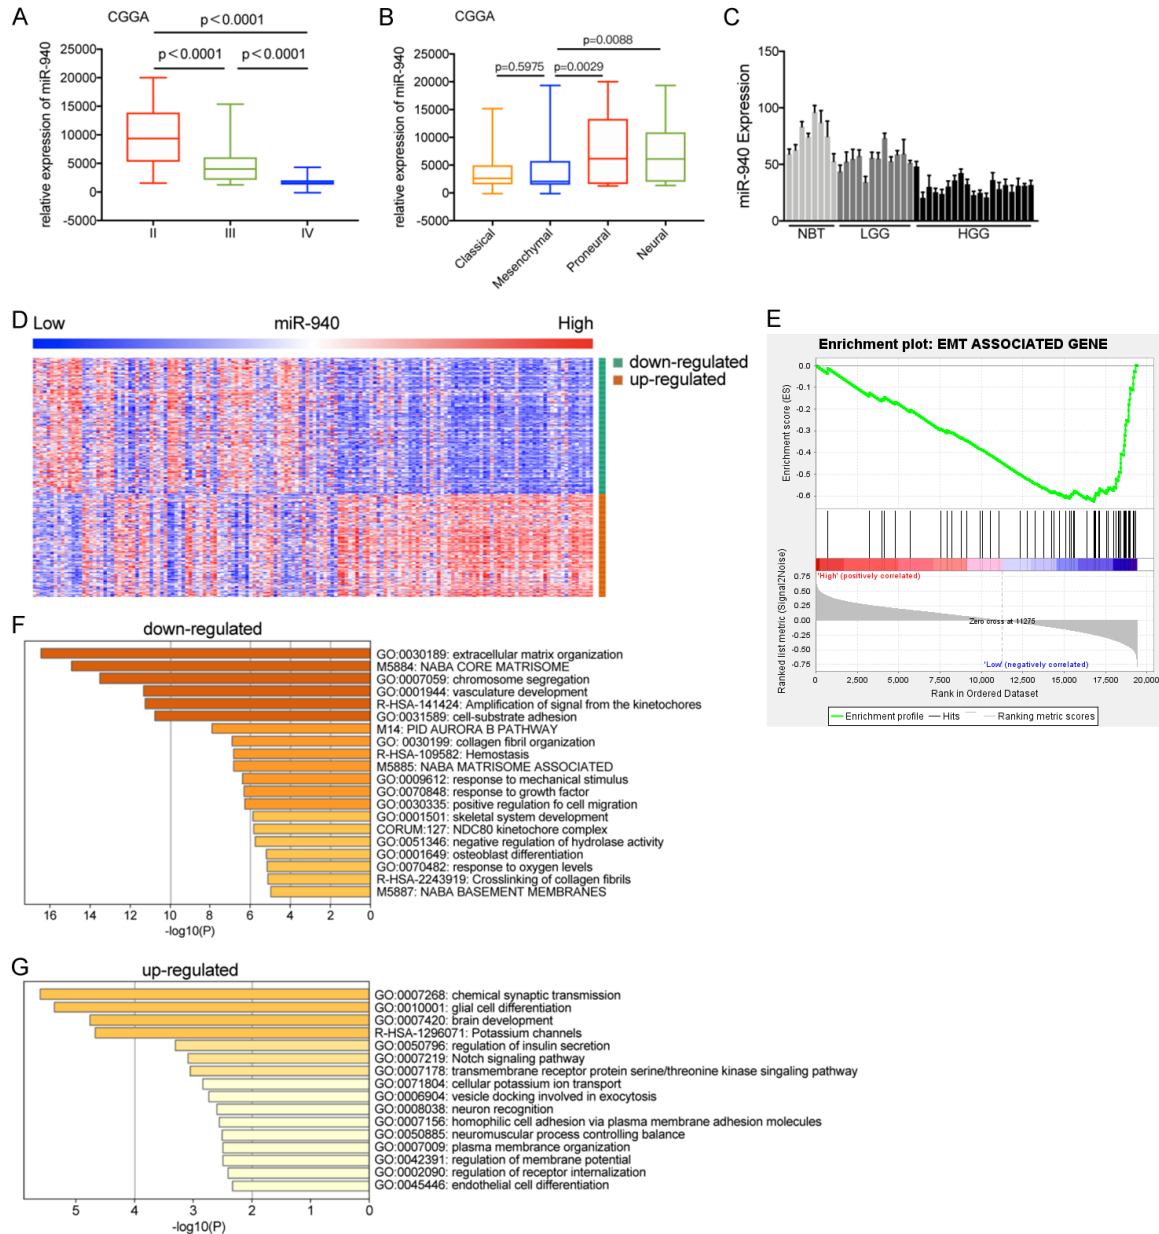 A
CGGA
p<0.0001
p<0.0001
p<0.0001
relative expression of miR-940
25000
20000
15000
10000
5000
0
-5000
II
III
IV
B
CGGA
p=0.0088
p=0.5975
p=0.0029
relative expression of miR-940
25000
20000
15000
10000
5000
0
-5000
Classical
Mesenchymal
Proneural
Neural
C
miR-940 Expression
150
100
50
0
NBT
LGG
HGG
D
Low
miR-940
High
down-regulated
up-regulated
E
Enrichment plot: EMT ASSOCIATED GENE
Enrichment score (ES)
0.0
-0.1
-0.2
-0.3
-0.4
-0.5
-0.6
Ranked list metric (Signal2Noise)
0.75
0.50
0.25
0.00
-0.25
-0.50
-0.75
'High' (positively correlated)
Zero cross at 11275
'Low' (negatively correlated)
0
2,500
5,000
7,500
10,000
12,500
15,000
17,500
20,000
Rank in Ordered Dataset
Enrichment profile
Hits
Ranking metric scores
F
down-regulated
GO:0030189: extracellular matrix organization
M5884: NABA CORE MATRISOME
GO:0007059: chromosome segregation
GO:0001944: vasculature development
R-HSA-141424: Amplification of signal from the kinetochores
GO:0031589: cell-substrate adhesion
M14: PID AURORA B PATHWAY
GO: 0030199: collagen fibril organization
R-HSA-109582: Hemostasis
M5885: NABA MATRISOME ASSOCIATED
GO:0009612: response to mechanical stimulus
GO:0070848: response to growth factor
GO:0030335: positive regulation fo cell migration
GO:0001501: skeletal system development
CORUM:127: NDC80 kinetochore complex
GO:0051346: negative regulation of hydrolase activity
GO:0001649: osteoblast differentiation
GO:0070482: response to oxygen levels
R-HSA-2243919: Crosslinking of collagen fibrils
M5887: NABA BASEMENT MEMBRANES
16
14
12
10
8
6
4
2
0
-log10(P)
G
up-regulated
GO:0007268: chemical synaptic transmission
GO:0010001: glial cell differentiation
GO:0007420: brain development
R-HSA-1296071: Potassium channels
GO:0050796: regulation of insulin secretion
GO:0007219: Notch signaling pathway
GO:0007178: transmembrane receptor protein serine/threonine kinase singaling pathway
GO:0071804: cellular potassium ion transport
GO:0006904: vesicle docking involved in exocytosis
GO:0008038: neuron recognition
GO:0007156: homophilic cell adhesion via plasma membrane adhesion molecules
GO:0050885: neuromuscular process controlling balance
GO:0007009: plasma membrance organization
GO:0042391: regulation of membrane potential
GO:0002090: regulation of receptor internalization
GO:0045446: endothelial cell differentiation
5
4
3
2
1
0
-log10(P)